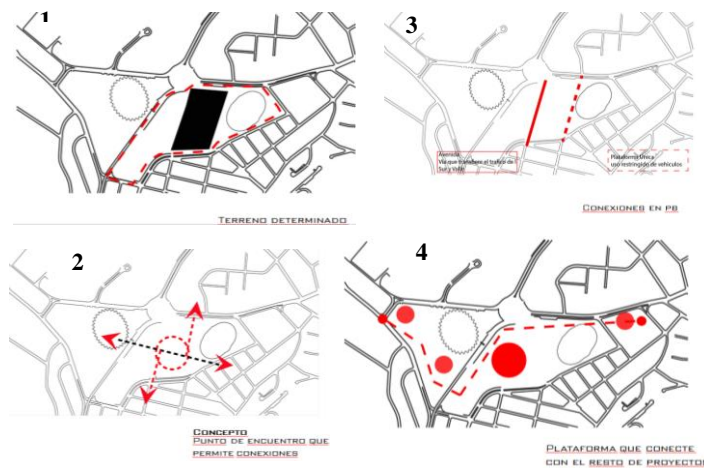 1
TERRENO DETERMINADO
3
Avenida
Vía que transfiere el tráfico de
Sur y Valle
Plataforma Única
uso restringido de vehículos
CONEXIONES EN PB
2
CONCEPTO
PUNTO DE ENCUENTRO QUE
PERMITE CONEXIONES
4
PLATAFORMA QUE CONECTE
CON EL RESTO DE PROYECTOS